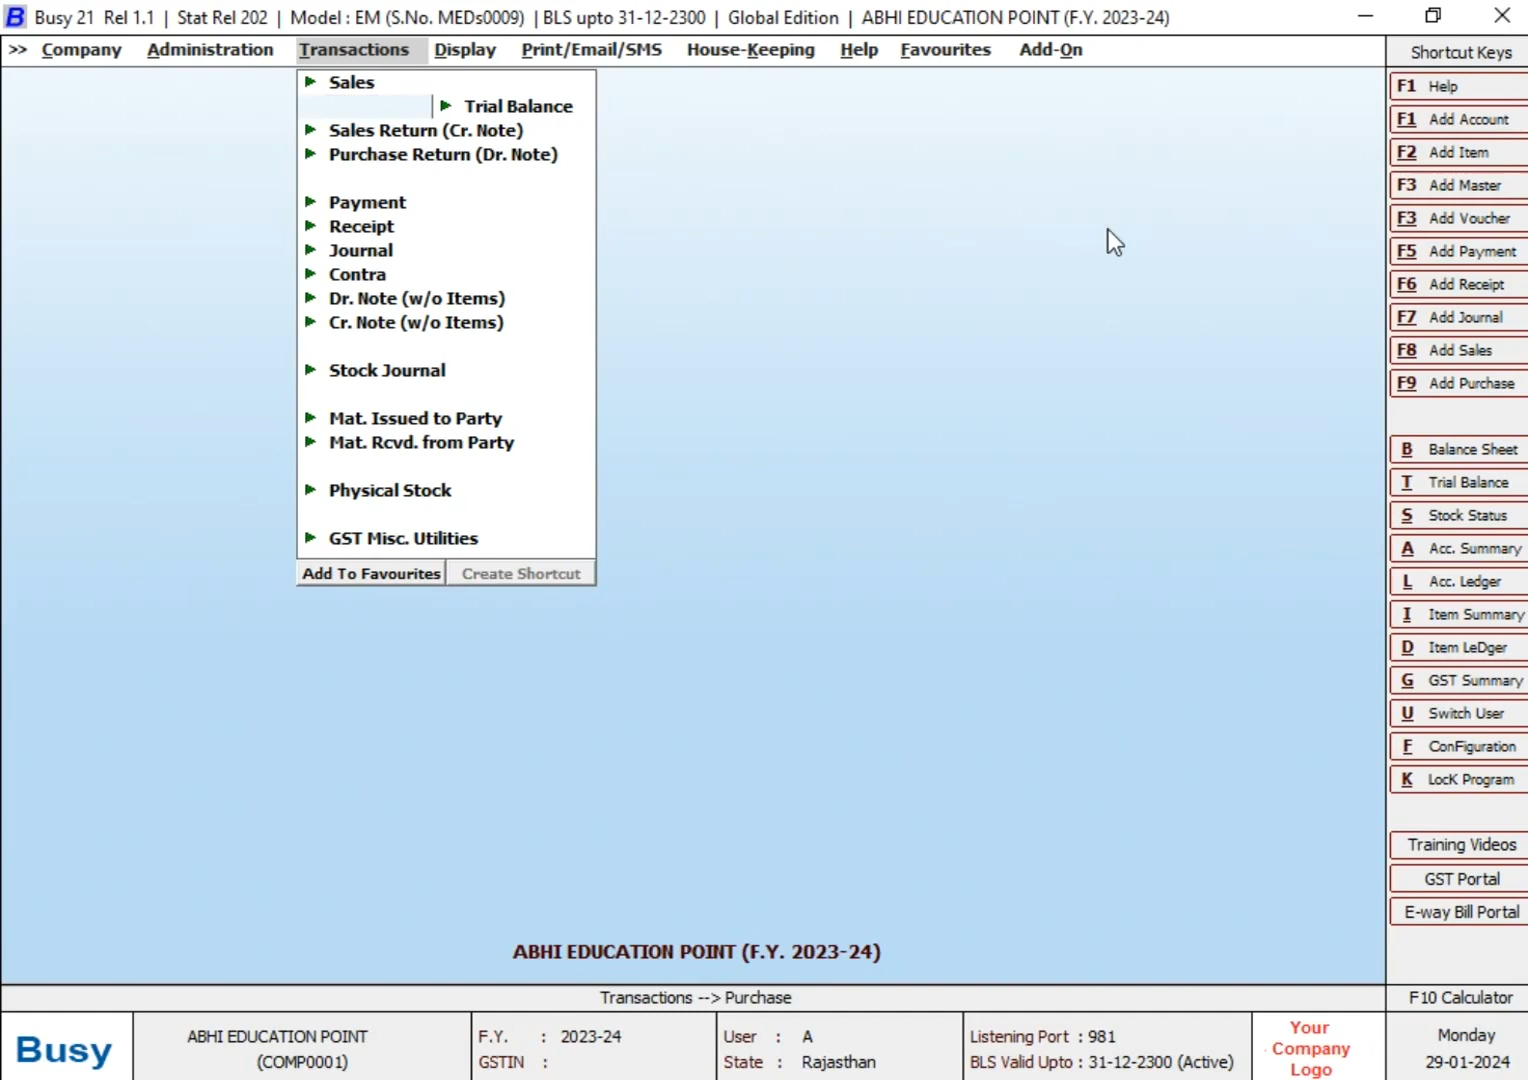 B Busy 21 Rel 1.1 | Stat Rel 202 | Model : EM (S.No. MEDs0009) | BLS upto 31-12-2300 | Global Edition | ABHI EDUCATION POINT (F.Y. 2023-24)
>> Company Administration Transactions Display Print/Email/SMS House-Keeping Help Favourites Add-On
Sales
Trial Balance
Sales Return (Cr. Note)
Purchase Return (Dr. Note)
Payment
Receipt
Journal
Contra
Dr. Note (w/o Items)
Cr. Note (w/o Items)
Stock Journal
Mat. Issued to Party
Mat. Rcvd. from Party
Physical Stock
GST Misc. Utilities
Add To Favourites Create Shortcut
Shortcut Keys
F1 Help
F1 Add Account
F2 Add Item
F3 Add Master
F3 Add Voucher
F5 Add Payment
F6 Add Receipt
F7 Add Journal
F8 Add Sales
F9 Add Purchase
B Balance Sheet
T Trial Balance
S Stock Status
A Acc. Summary
L Acc. Ledger
I Item Summary
D Item LeDger
G GST Summary
U Switch User
F ConFiguration
K LocK Program
Training Videos
GST Portal
E-way Bill Portal
ABHI EDUCATION POINT (F.Y. 2023-24)
Transactions --> Purchase
F10 Calculator
Busy
ABHI EDUCATION POINT
(COMP0001)
F.Y. : 2023-24
GSTIN :
User : A
State : Rajasthan
Listening Port : 981
BLS Valid Upto : 31-12-2300 (Active)
Your
Company
Logo
Monday
29-01-2024